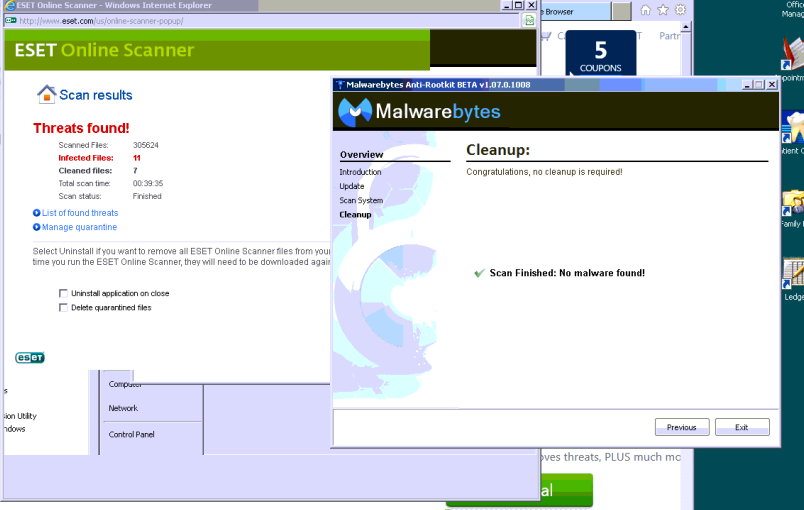 ESET Online Scanner - Windows Internet Explorer
http://www.eset.com/us/online-scanner-popup/
ESET Online Scanner
Scan results
Threats found!
Scanned Files: 305624
Infected Files: 11
Cleaned files: 7
Total scan time: 00:39:35
Scan status: Finished
List of found threats
Manage quarantine
Select Uninstall if you want to remove all ESET Online Scanner files from you
time you run the ESET Online Scanner, they will need to be downloaded agai
Uninstall application on close
Delete quarantined files
eset
Computer
s
Network
sion Utility
ndows
Control Panel
e Browser
Ca
T
Partn
5
COUPONS
Malwarebytes Anti-Rootkit BETA v1.07.0.1008
Malwarebytes
Overview
Introduction
Update
Scan System
Cleanup
Cleanup:
Congratulations, no cleanup is required!
Scan Finished: No malware found!
Previous
Exit
oves threats, PLUS much mo
al
Offic
Manag
ppointm
tient C
amily F
Ledge